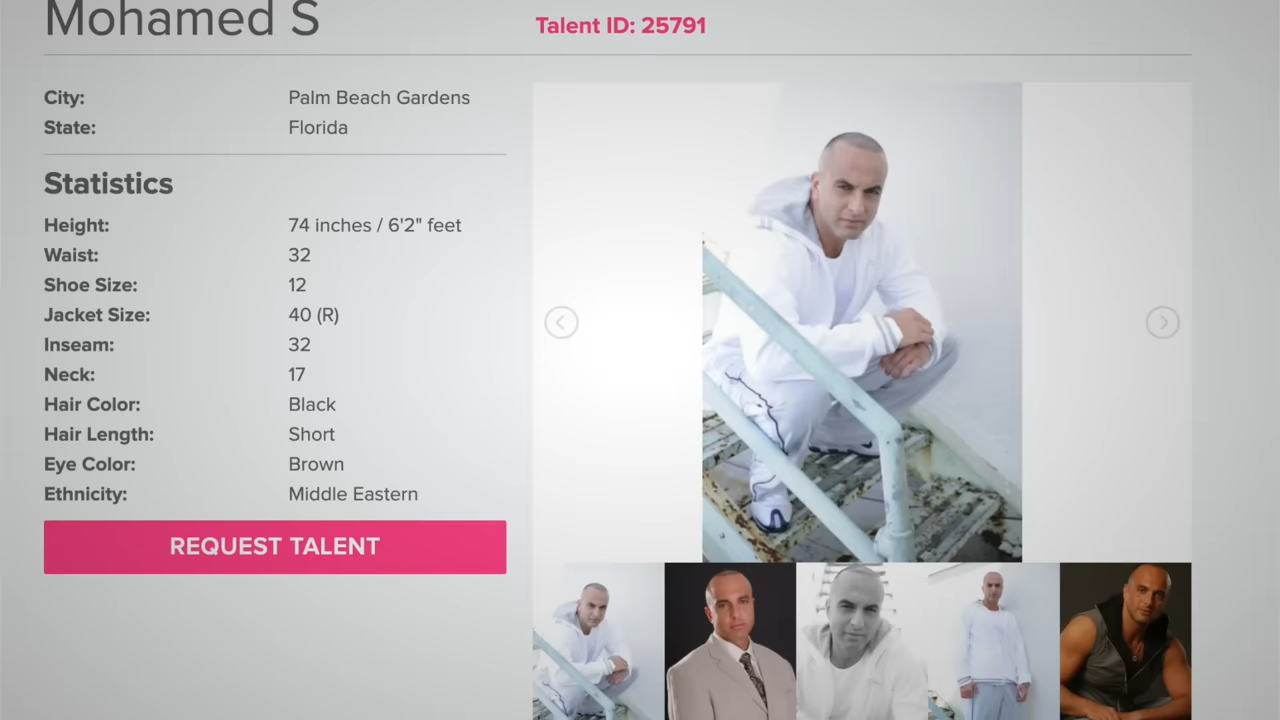 Mohamed S
Talent ID: 25791
City: Palm Beach Gardens
State: Florida
Statistics
Height: 74 inches / 6'2" feet
Waist: 32
Shoe Size: 12
Jacket Size: 40 (R)
Inseam: 32
Neck: 17
Hair Color: Black
Hair Length: Short
Eye Color: Brown
Ethnicity: Middle Eastern
REQUEST TALENT